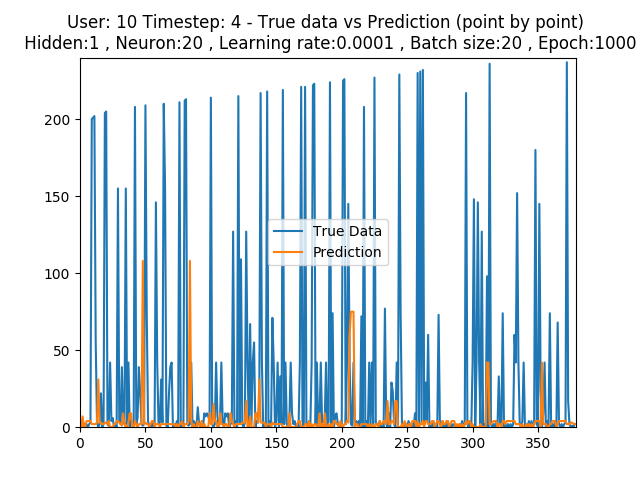 User: 10 Timestep: 4 - True data vs Prediction (point by point)
Hidden:1 , Neuron:20 , Learning rate:0.0001 , Batch size:20 , Epoch:1000
200
150
100
50
0
True Data
Prediction
0 50 100 150 200 250 300 350